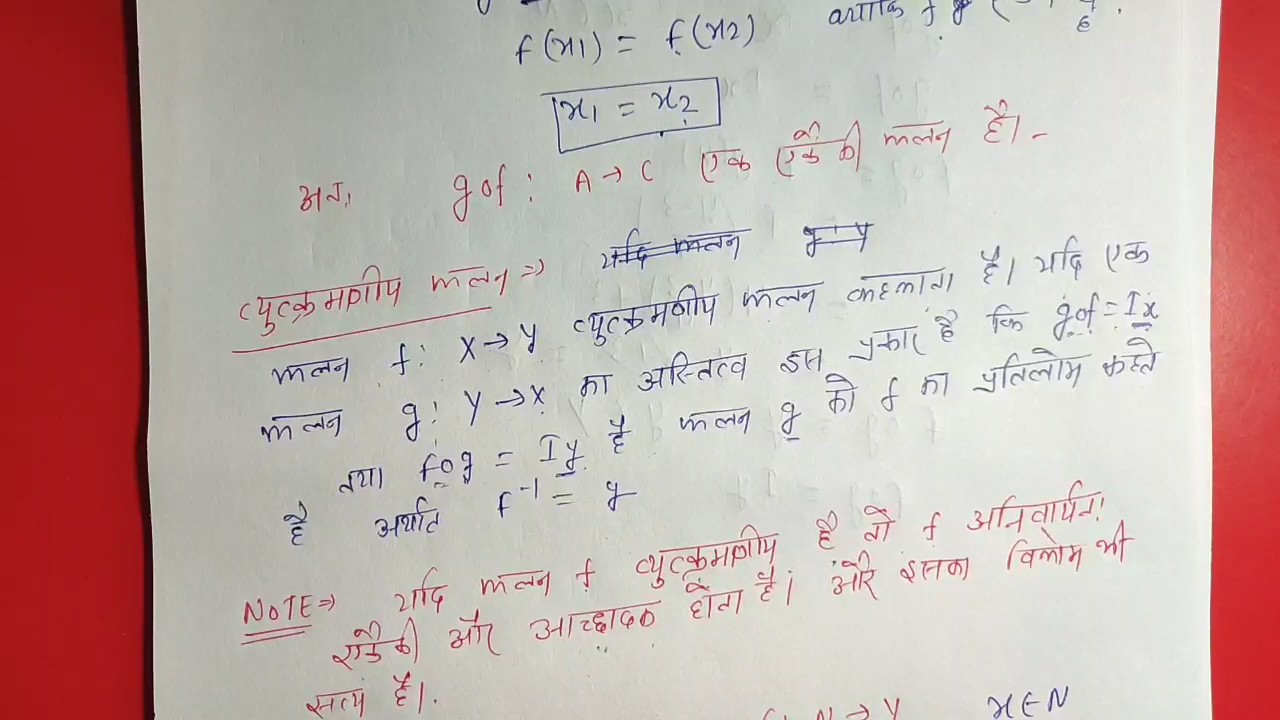 f(x1) = f(x2) क्योंकि f
x1 = x2
अतः gof : A → C एक एकैकी फलन है। -
व्युत्क्रमणीय फलन ⇒ यदि फलन
फलन f: X → Y व्युत्क्रमणीय फलन कहलाता है। यदि एक
फलन g: Y → X का अस्तित्व इस प्रकार है कि gof = Ix
तथा fog = Iy है फलन g को f का प्रतिलोम कहते
है अर्थात f⁻¹ = g
NOTE ⇒ यदि फलन f व्युत्क्रमणीय है तो f अनिवार्यतः
एकैकी और आच्छादक होता है। और इसका विलोम भी
सत्य है।.
N → Y x ∈ N